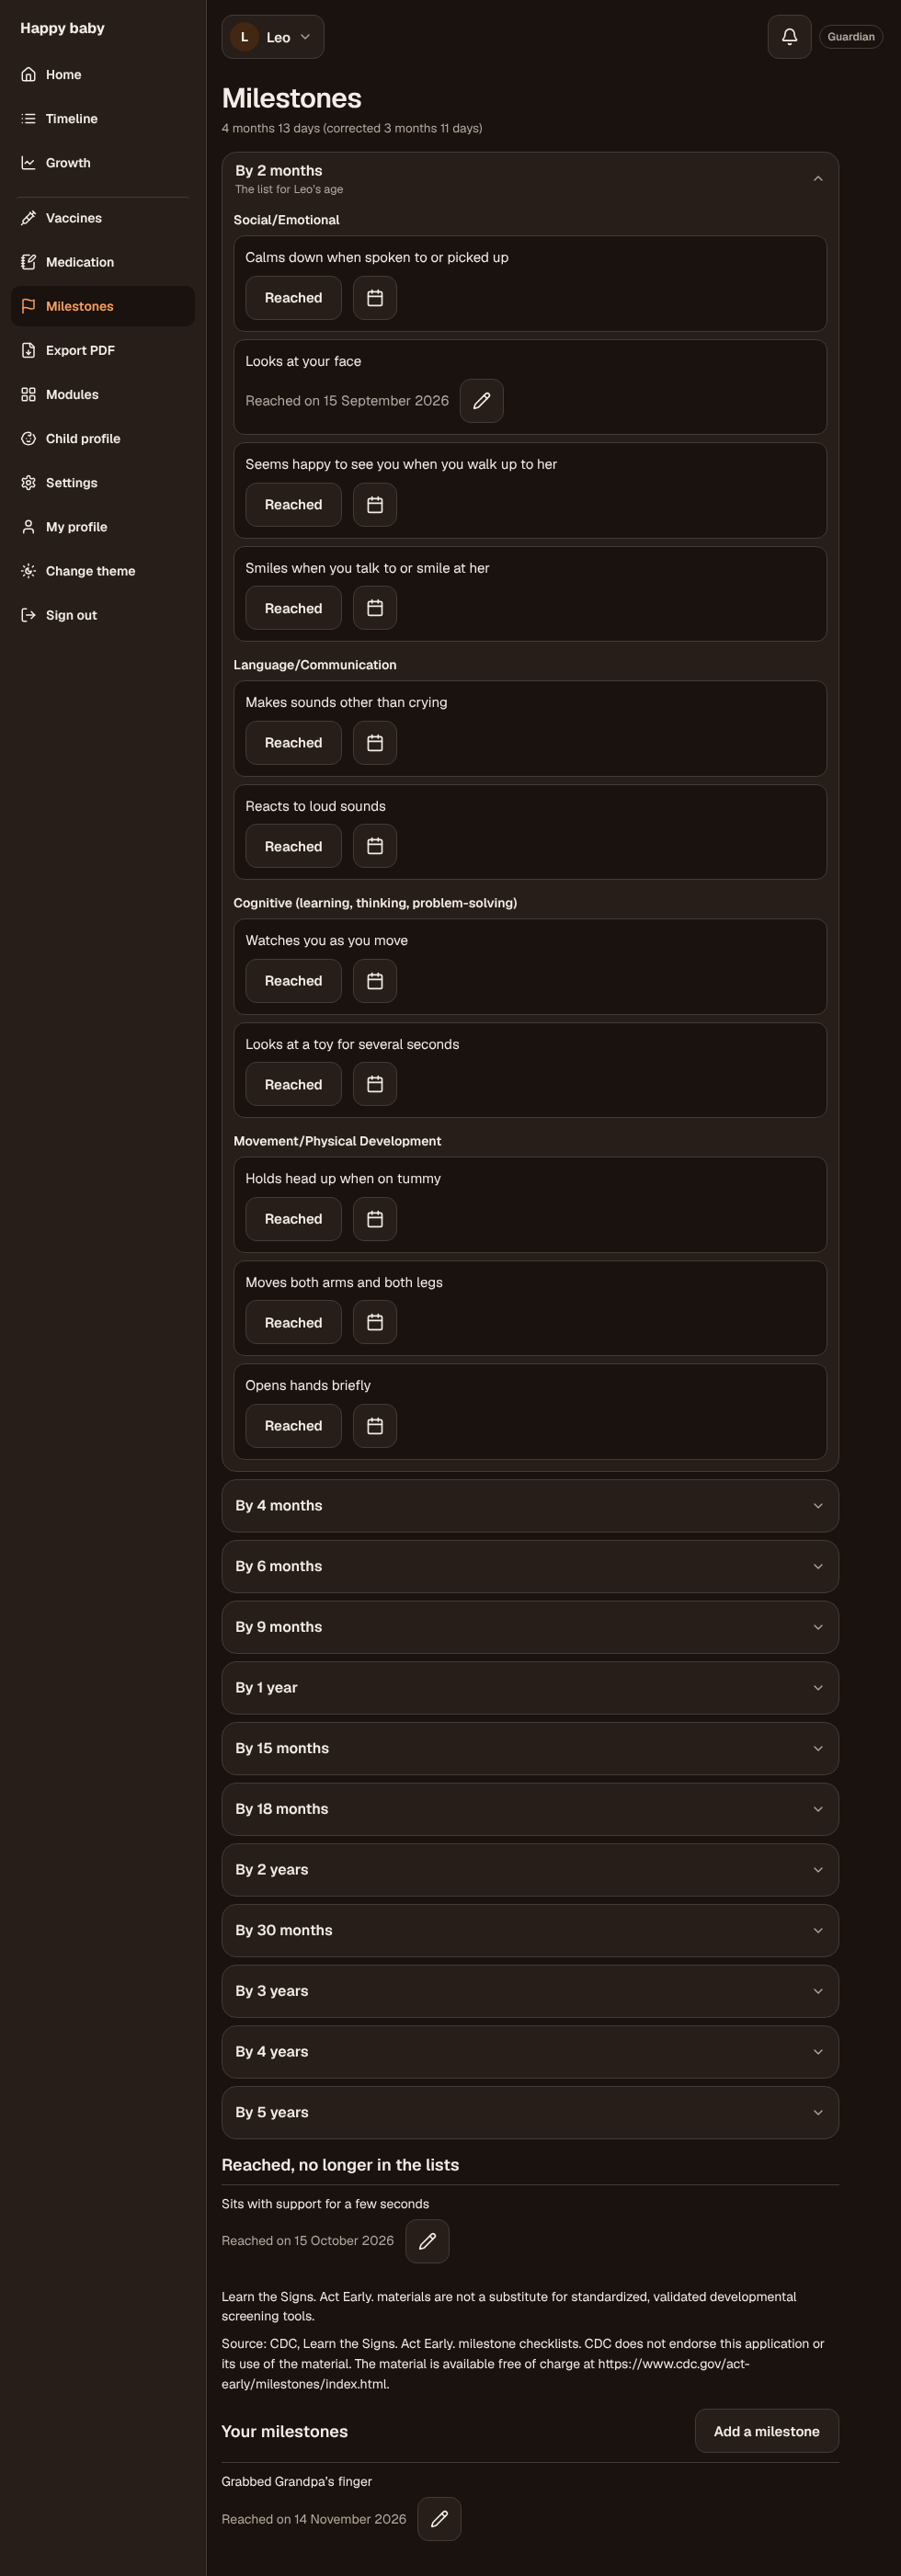 Happy baby
Home
Timeline
Growth
Vaccines
Medication
Milestones
Export PDF
Modules
Child profile
Settings
My profile
Change theme
Sign out
L Leo
Guardian
Milestones
4 months 13 days (corrected 3 months 11 days)
By 2 months
The list for Leo's age
Social/Emotional
Calms down when spoken to or picked up
Reached
Looks at your face
Reached on 15 September 2026
Seems happy to see you when you walk up to her
Reached
Smiles when you talk to or smile at her
Reached
Language/Communication
Makes sounds other than crying
Reached
Reacts to loud sounds
Reached
Cognitive (learning, thinking, problem-solving)
Watches you as you move
Reached
Looks at a toy for several seconds
Reached
Movement/Physical Development
Holds head up when on tummy
Reached
Moves both arms and both legs
Reached
Opens hands briefly
Reached
By 4 months
By 6 months
By 9 months
By 1 year
By 15 months
By 18 months
By 2 years
By 30 months
By 3 years
By 4 years
By 5 years
Reached, no longer in the lists
Sits with support for a few seconds
Reached on 15 October 2026
Learn the Signs. Act Early. materials are not a substitute for standardized, validated developmental
screening tools.
Source: CDC, Learn the Signs. Act Early. milestone checklists. CDC does not endorse this application or
its use of the material. The material is available free of charge at https://www.cdc.gov/act-
early/milestones/index.html.
Your milestones
Add a milestone
Grabbed Grandpa's finger
Reached on 14 November 2026